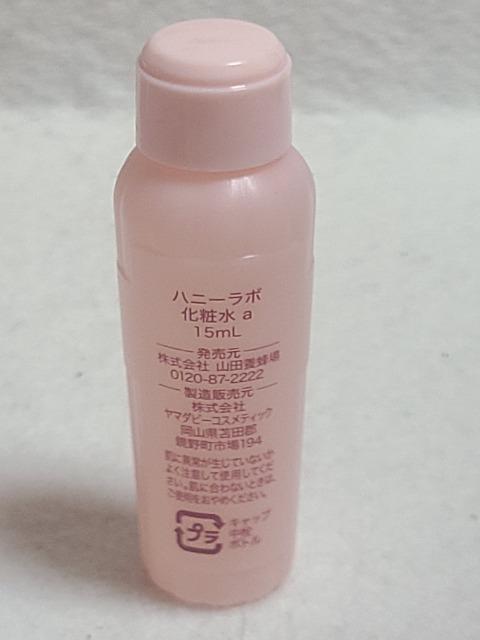 ハニーラボ
化粧水 a
15mL
発売元
株式会社 山田養蜂場
0120-87-2222
製造販売元
株式会社
ヤマダビーコスメティック
岡山県苫田郡
鏡野町市場194
肌に異常が生じていないか
よく注意して使用してくだ
さい。肌に合わないときは、
ご使用をおやめください。
プラ
キャップ
中栓
ボトル